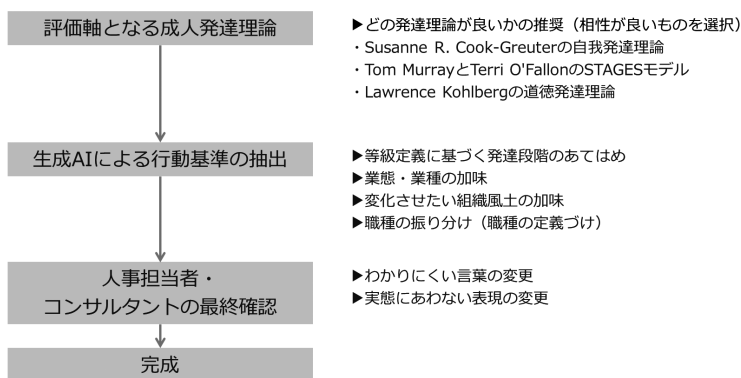 評価軸となる成人発達理論
▶どの発達理論が良いかの推奨（相性が良いものを選択）
・Susanne R. Cook-Greuterの自我発達理論
・Tom MurrayとTerri O'FallonのSTAGESモデル
・Lawrence Kohlbergの道徳発達理論
生成AIによる行動基準の抽出
▶等級定義に基づく発達段階のあてはめ
▶業態・業種の加味
▶変化させたい組織風土の加味
▶職種の振り分け（職種の定義づけ）
人事担当者・
コンサルタントの最終確認
▶わかりにくい言葉の変更
▶実態にあわない表現の変更
完成